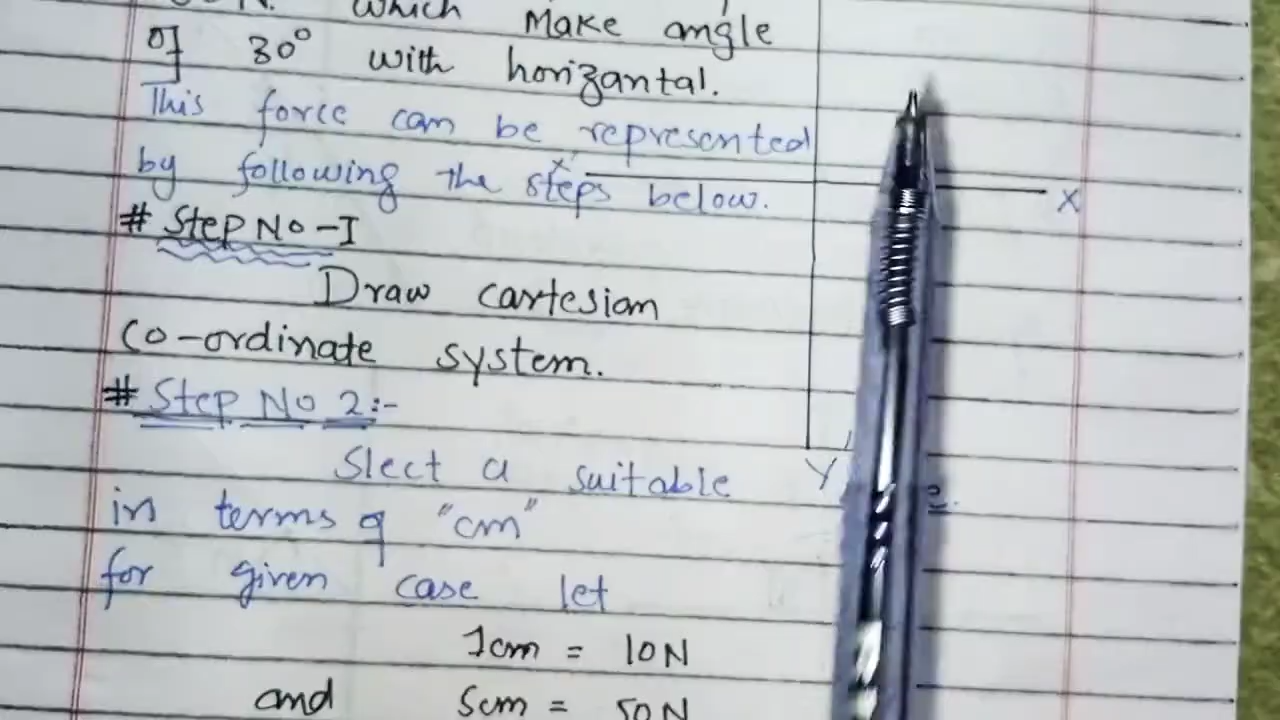 N. which
Make angle
of 30° with horizantal.
This force can be represented
by following the steps below.
X'
X
# Step No-I
Draw cartesian
Co-ordinate system.
# Step No 2:-
Slect a suitable
Y'
in terms of "cm"
for given case let
1cm = 10N
and 5cm = 50N